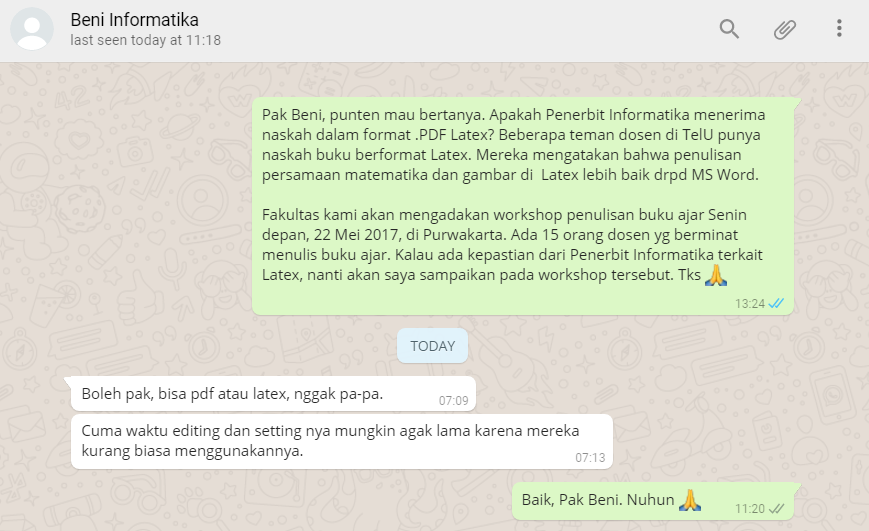 Beni Informatika
last seen today at 11:18
Pak Beni, punten mau bertanya. Apakah Penerbit Informatika menerima
naskah dalam format .PDF Latex? Beberapa teman dosen di TelU punya
naskah buku berformat Latex. Mereka mengatakan bahwa penulisan
persamaan matematika dan gambar di Latex lebih baik drpd MS Word.
Fakultas kami akan mengadakan workshop penulisan buku ajar Senin
depan, 22 Mei 2017, di Purwakarta. Ada 15 orang dosen yg berminat
menulis buku ajar. Kalau ada kepastian dari Penerbit Informatika terkait
Latex, nanti akan saya sampaikan pada workshop tersebut. Tks 🙏
13:24
TODAY
Boleh pak, bisa pdf atau latex, nggak pa-pa.
07:09
Cuma waktu editing dan setting nya mungkin agak lama karena mereka
kurang biasa menggunakannya.
07:13
Baik, Pak Beni. Nuhun 🙏
11:20